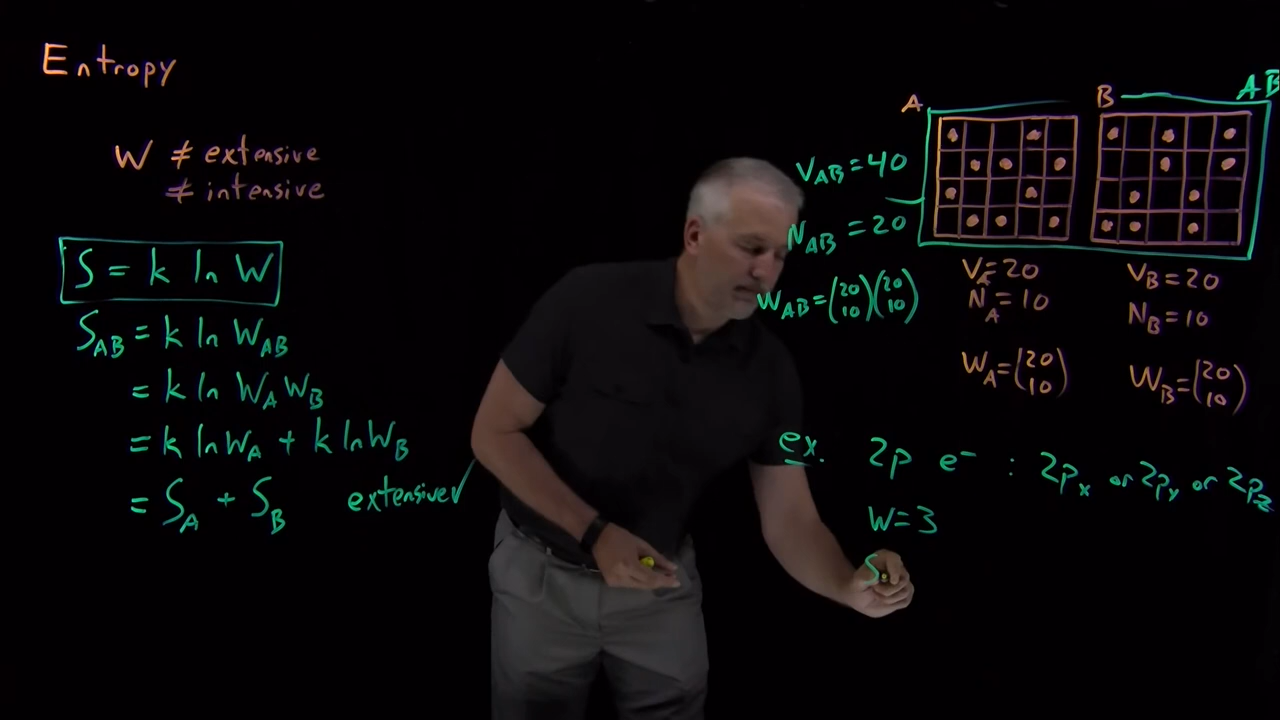 Entropy
W ≠ extensive
≠ intensive
S = k ln W
S_AB = k ln W_AB
= k ln W_A W_B
= k ln W_A + k ln W_B
= S_A + S_B extensive ✓
A B AB
V_AB = 40
N_AB = 20
W_AB = (20 10)(20 10)
V_A = 20
N_A = 10
W_A = (20 10)
V_B = 20
N_B = 10
W_B = (20 10)
ex. 2p e⁻ : 2p_x or 2p_y or 2p_z
W = 3
S